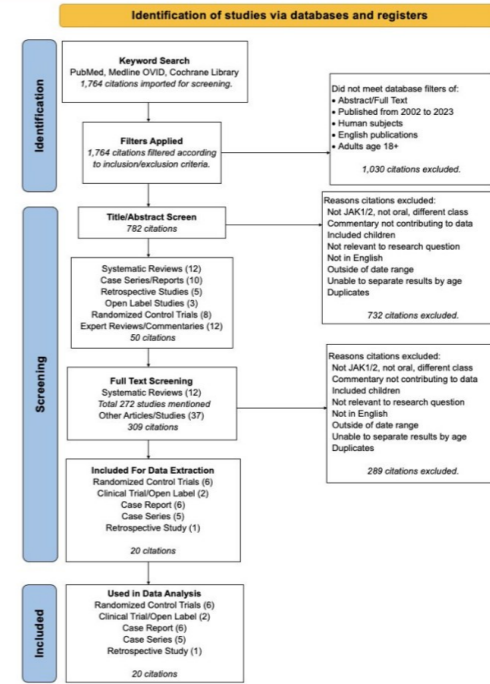 Identification of studies via databases and registers
Identification
Keyword Search
PubMed, Medline OVID, Cochrane Library
1,764 citations imported for screening.
Filters Applied
1,764 citations filtered according
to inclusion/exclusion criteria.
Did not meet database filters of:
• Abstract/Full Text
• Published from 2002 to 2023
• Human subjects
• English publications
• Adults age 18+
1,030 citations excluded.
Screening
Title/Abstract Screen
782 citations
Reasons citations excluded:
Not JAK1/2, not oral, different class
Commentary not contributing to data
Included children
Not relevant to research question
Not in English
Outside of date range
Unable to separate results by age
Duplicates
732 citations excluded.
Systematic Reviews (12)
Case Series/Reports (10)
Retrospective Studies (5)
Open Label Studies (3)
Randomized Control Trials (8)
Expert Reviews/Commentaries (12)
50 citations
Full Text Screening
Systematic Reviews (12)
Total 272 studies mentioned
Other Articles/Studies (37)
309 citations
Reasons citations excluded:
Not JAK1/2, not oral, different class
Commentary not contributing to data
Included children
Not relevant to research question
Not in English
Outside of date range
Unable to separate results by age
Duplicates
289 citations excluded.
Included For Data Extraction
Randomized Control Trials (6)
Clinical Trial/Open Label (2)
Case Report (6)
Case Series (5)
Retrospective Study (1)
20 citations
Included
Used in Data Analysis
Randomized Control Trials (6)
Clinical Trial/Open Label (2)
Case Report (6)
Case Series (5)
Retrospective Study (1)
20 citations